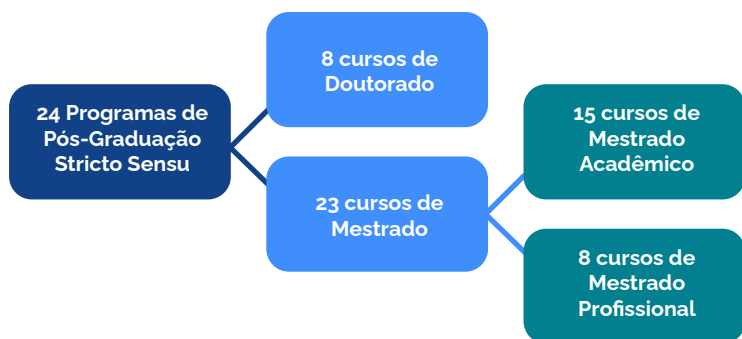 24 Programas de
Pós-Graduação
Stricto Sensu
8 cursos de
Doutorado
23 cursos de
Mestrado
15 cursos de
Mestrado
Acadêmico
8 cursos de
Mestrado
Profissional